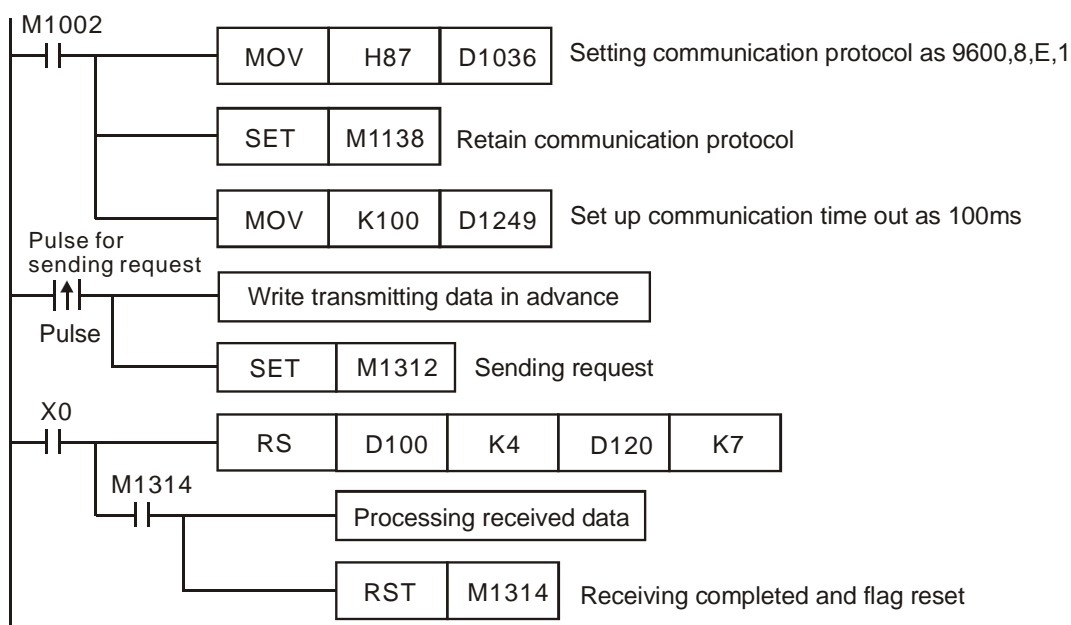 M1002
MOV H87 D1036 Setting communication protocol as 9600,8,E,1
SET M1138 Retain communication protocol
MOV K100 D1249 Set up communication time out as 100ms
Pulse for
sending request
Write transmitting data in advance
Pulse
SET M1312 Sending request
X0
RS D100 K4 D120 K7
M1314
Processing received data
RST M1314 Receiving completed and flag reset